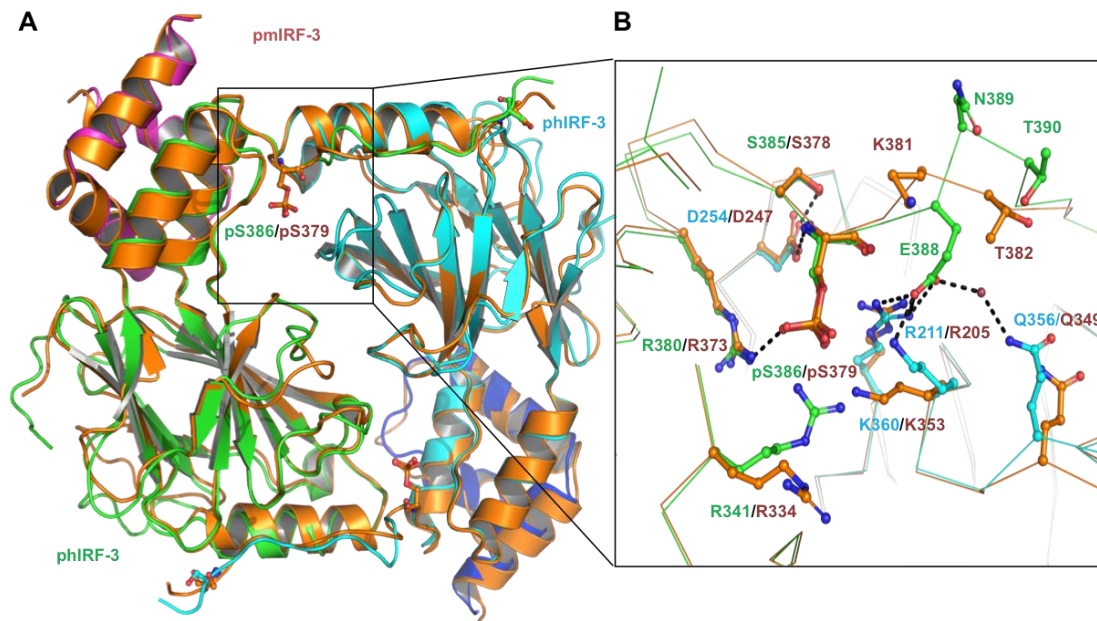 A
pmIRF-3
phIRF-3
pS386/pS379
phIRF-3
B
N389
S385/S378
K381
T390
D254/D247
E388
T382
R380/R373
R211/R205
Q356/Q349
pS386/pS379
K360/K353
R341/R334